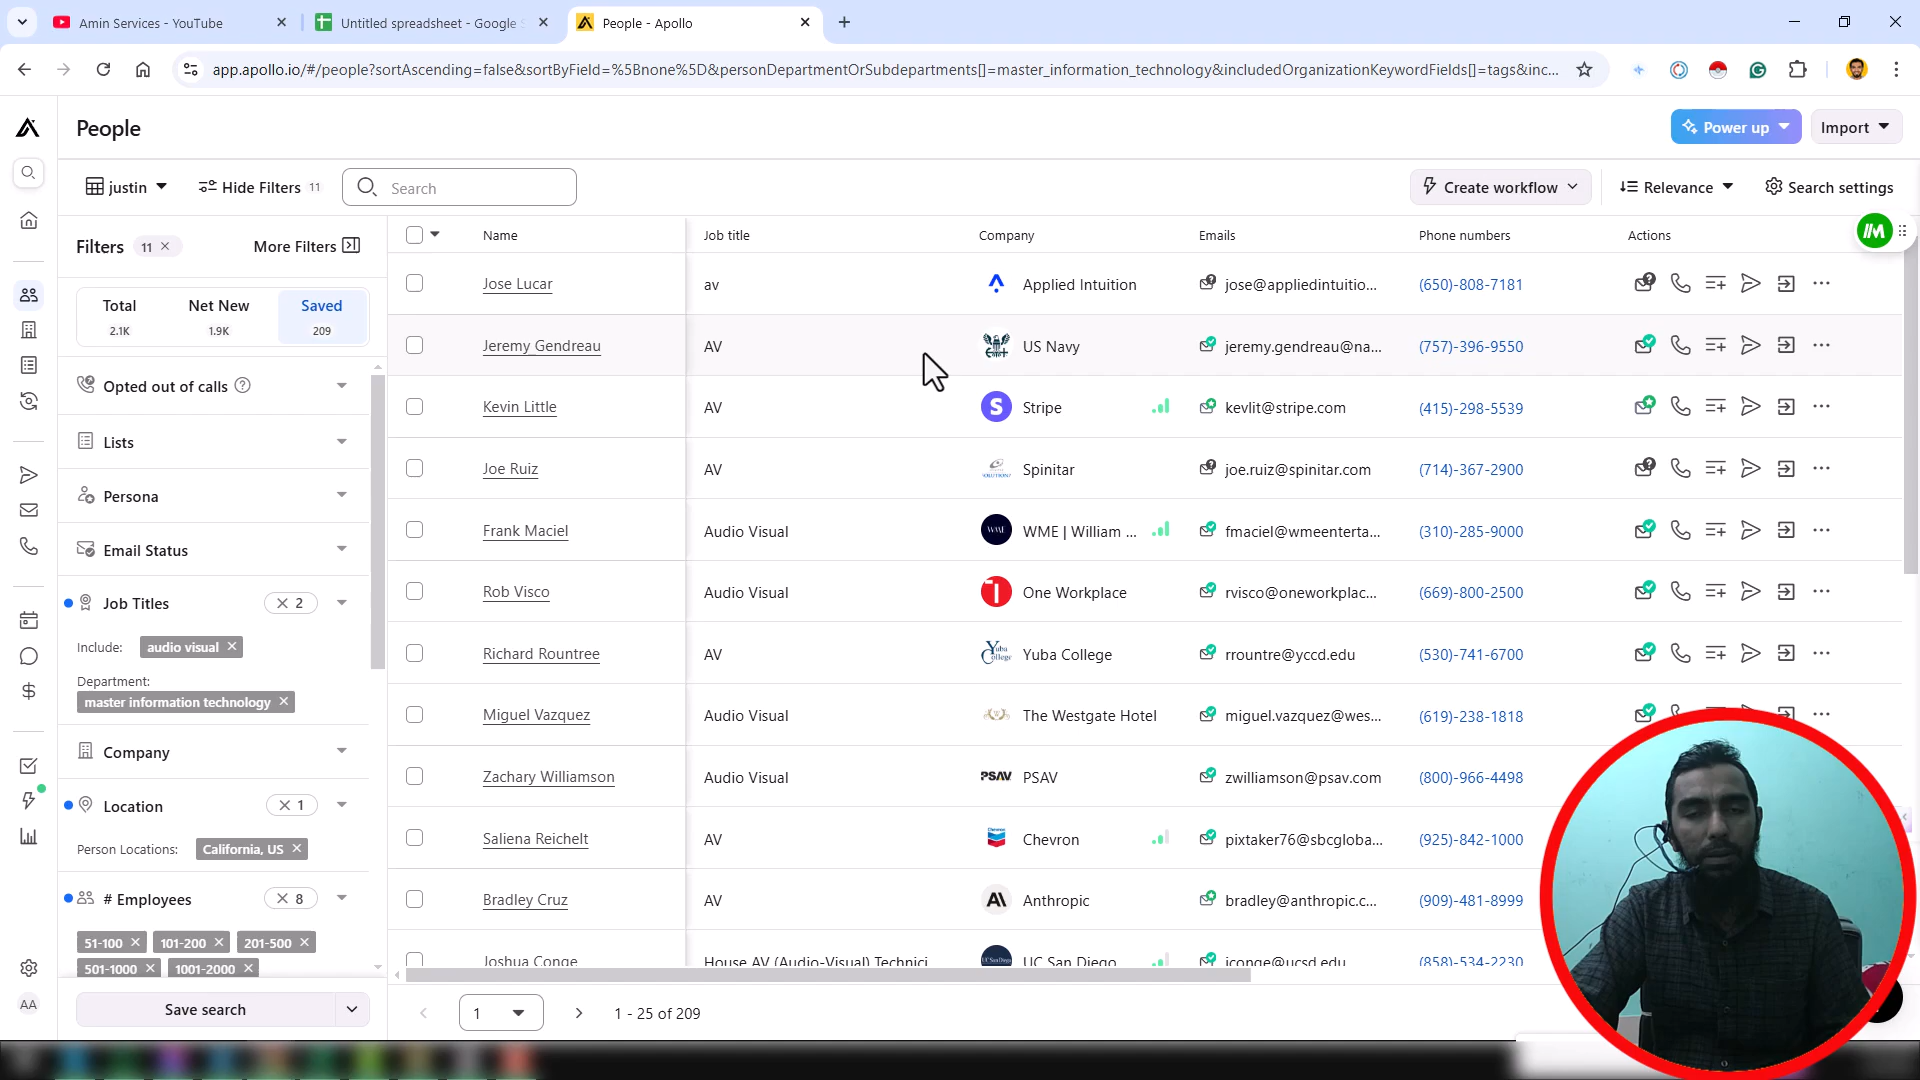 Amin Services - YouTube
Untitled spreadsheet - Google
People - Apollo
app.apollo.io/#/people?sortAscending=false&sortByField=%5Bnone%5D&personDepartmentOrSubdepartments[]=master_information_technology&includedOrganizationKeywordFields[]=tags&inc...
People
Power up
Import
justin
Hide Filters 11
Search
Create workflow
Relevance
Search settings
Filters 11
More Filters
Total
2.1K
Net New
1.9K
Saved
209
Opted out of calls
Lists
Persona
Email Status
Job Titles
2
Include: audio visual
Department:
master information technology
Company
Location
1
Person Locations: California, US
# Employees
8
51-100 101-200 201-500
501-1000 1001-2000
Save search
AA
Name Job title Company Emails Phone numbers Actions
Jose Lucar av Applied Intuition jose@appliedintuitio... (650)-808-7181
Jeremy Gendreau AV US Navy jeremy.gendreau@na... (757)-396-9550
Kevin Little AV Stripe kevlit@stripe.com (415)-298-5539
Joe Ruiz AV Spinitar joe.ruiz@spinitar.com (714)-367-2900
Frank Maciel Audio Visual WME | William ... fmaciel@wmeenterta... (310)-285-9000
Rob Visco Audio Visual One Workplace rvisco@oneworkplac... (669)-800-2500
Richard Rountree AV Yuba College rrountre@yccd.edu (530)-741-6700
Miguel Vazquez Audio Visual The Westgate Hotel miguel.vazquez@wes... (619)-238-1818
Zachary Williamson Audio Visual PSAV PSAV zwilliamson@psav.com (800)-966-4498
Saliena Reichelt AV Chevron pixtaker76@sbcgloba... (925)-842-1000
Bradley Cruz AV Anthropic bradley@anthropic.c... (909)-481-8999
Joshua Conge House AV (Audio-Visual) Technici UC San Diego jconge@ucsd.edu (858)-534-2230
1
1 - 25 of 209